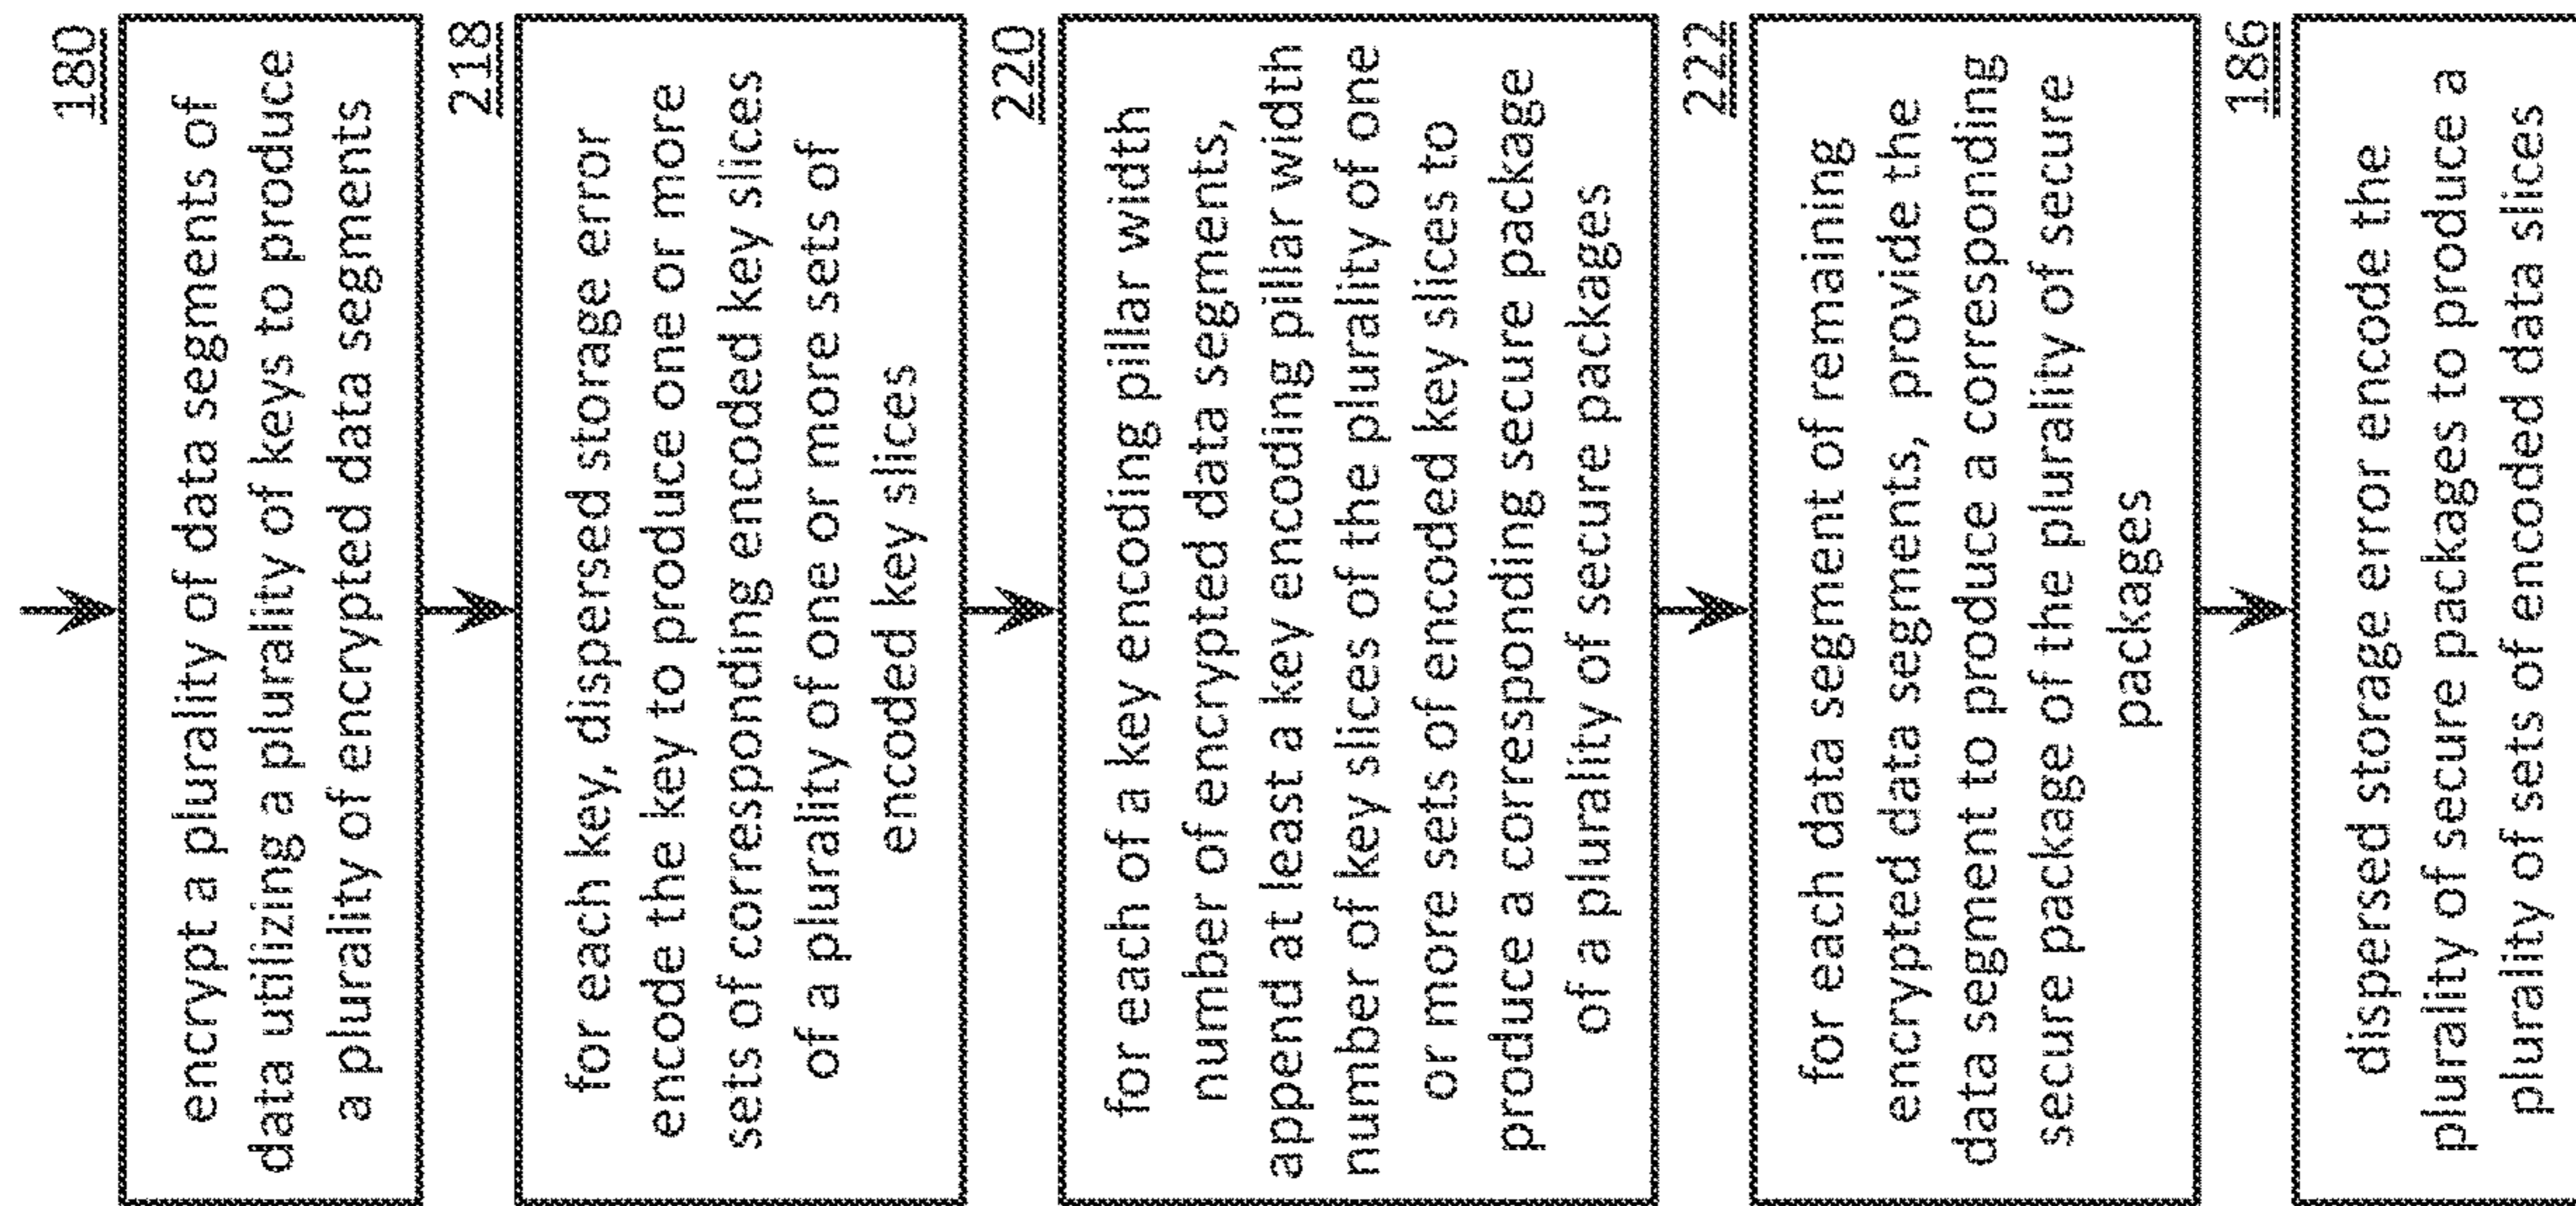 180
encrypt a plurality of data segments of
data utilizing a plurality of keys to produce
a plurality of encrypted data segments
218
for each key, dispersed storage error
encode the key to produce one or more
sets of corresponding encoded key slices
of a plurality of one or more sets of
encoded key slices
220
for each of a key encoding pillar width
number of encrypted data segments,
append at least a key encoding pillar width
number of key slices of the plurality of one
or more sets of encoded key slices to
produce a corresponding secure package
of a plurality of secure packages
222
for each data segment of remaining
encrypted data segments, provide the
data segment to produce a corresponding
secure package of the plurality of secure
packages
186
dispersed storage error encode the
plurality of secure packages to produce a
plurality of sets of encoded data slices